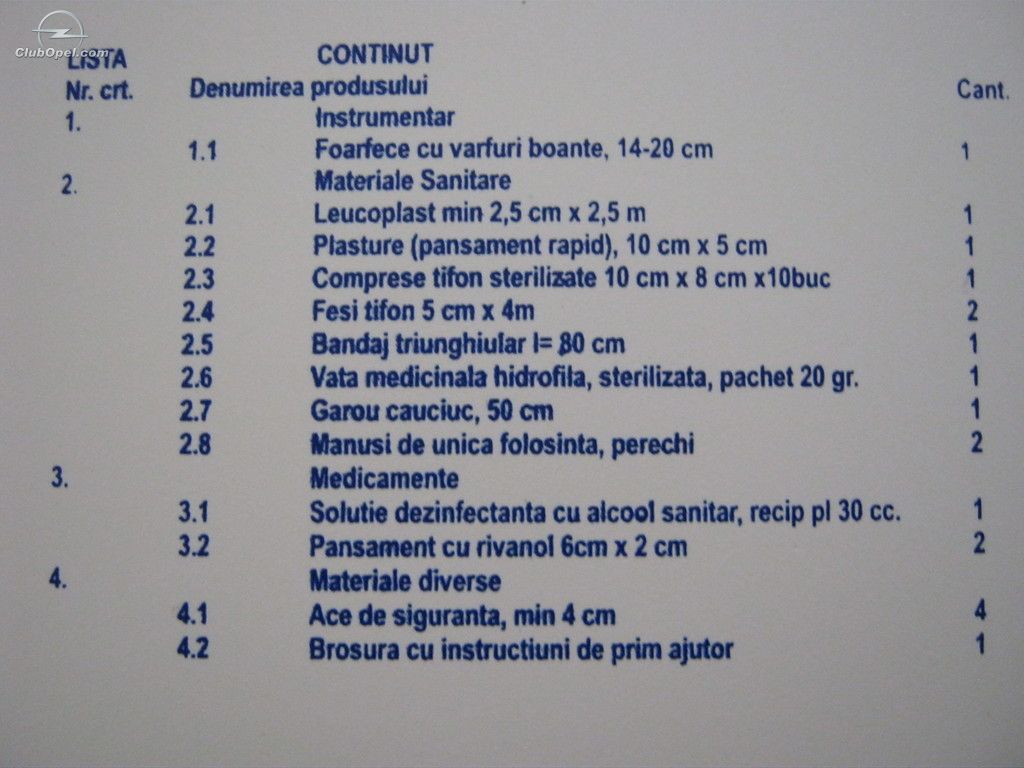 ClubOpel.com
LISTA CONTINUT
Nr. crt. Denumirea produsului Cant.
1. Instrumentar
1.1 Foarfece cu varfuri boante, 14-20 cm 1
2. Materiale Sanitare
2.1 Leucoplast min 2,5 cm x 2,5 m 1
2.2 Plasture (pansament rapid), 10 cm x 5 cm 1
2.3 Comprese tifon sterilizate 10 cm x 8 cm x10buc 1
2.4 Fesi tifon 5 cm x 4m 2
2.5 Bandaj triunghiular l= 80 cm 1
2.6 Vata medicinala hidrofila, sterilizata, pachet 20 gr. 1
2.7 Garou cauciuc, 50 cm 1
2.8 Manusi de unica folosinta, perechi 2
3. Medicamente
3.1 Solutie dezinfectanta cu alcool sanitar, recip pl 30 cc. 1
3.2 Pansament cu rivanol 6cm x 2 cm 2
4. Materiale diverse
4.1 Ace de siguranta, min 4 cm 4
4.2 Brosura cu instructiuni de prim ajutor 1